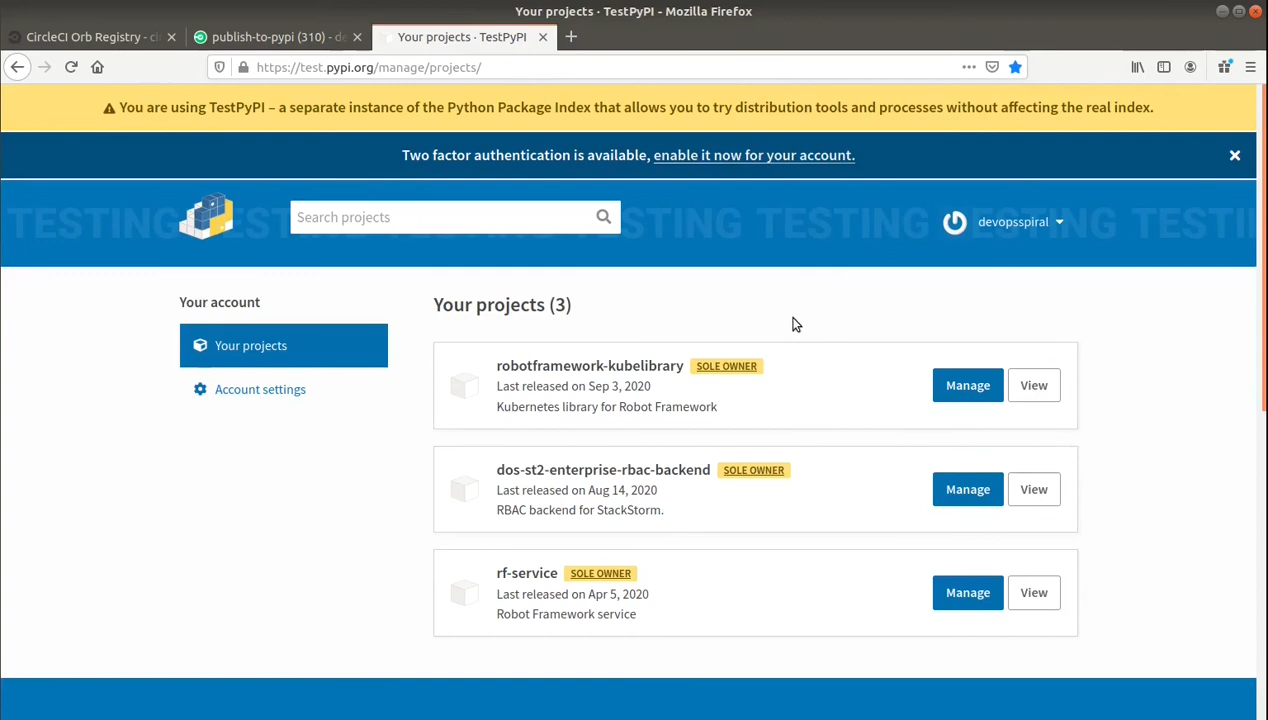 Your projects · TestPyPI - Mozilla Firefox
CircleCI Orb Registry - ci
publish-to-pypi (310) - de
Your projects · TestPyPI
https://test.pypi.org/manage/projects/
You are using TestPyPI – a separate instance of the Python Package Index that allows you to try distribution tools and processes without affecting the real index.
Two factor authentication is available, enable it now for your account.
TESTING TESTING TESTING TESTING TESTING
Search projects
devopsspiral
Your account
Your projects
Account settings
Your projects (3)
robotframework-kubelibrary SOLE OWNER
Last released on Sep 3, 2020
Kubernetes library for Robot Framework
Manage View
dos-st2-enterprise-rbac-backend SOLE OWNER
Last released on Aug 14, 2020
RBAC backend for StackStorm.
Manage View
rf-service SOLE OWNER
Last released on Apr 5, 2020
Robot Framework service
Manage View